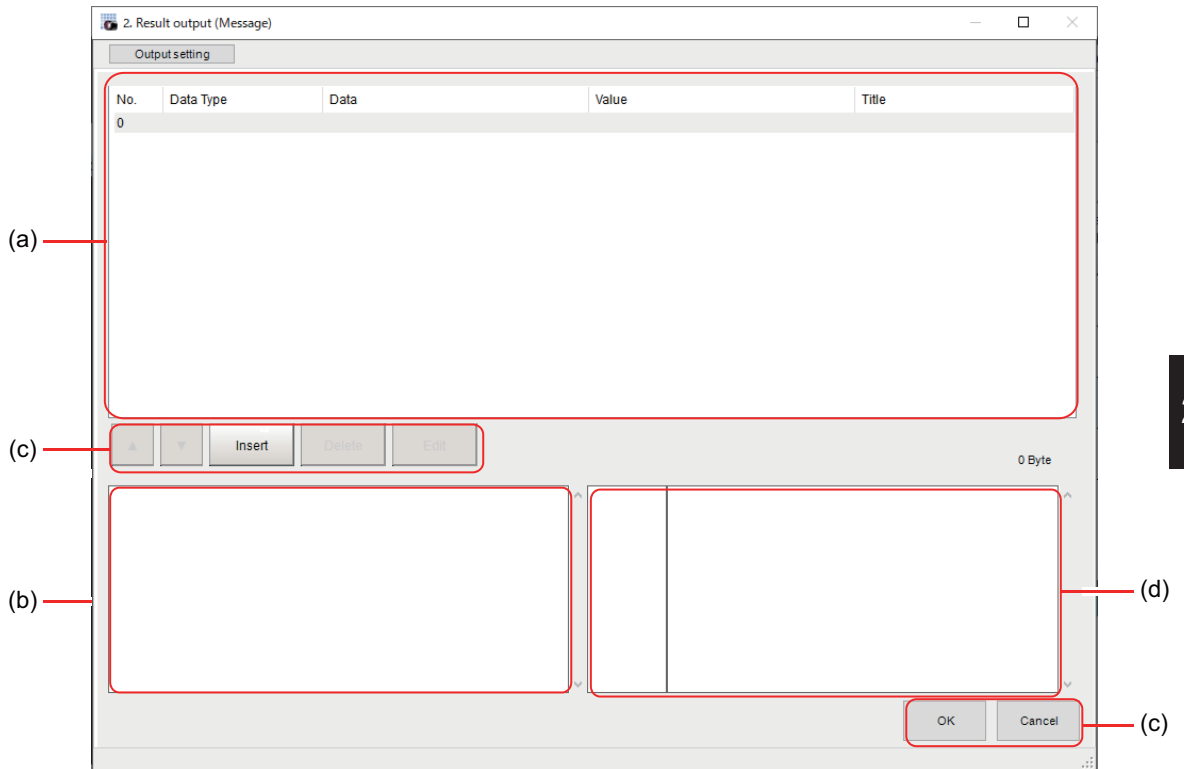 2. Result output (Message)
Output setting
No. Data Type Data Value Title
0
(a)
(c) ▲ ▼ Insert Delete Edit
0 Byte
(b)
(d)
OK Cancel (c)